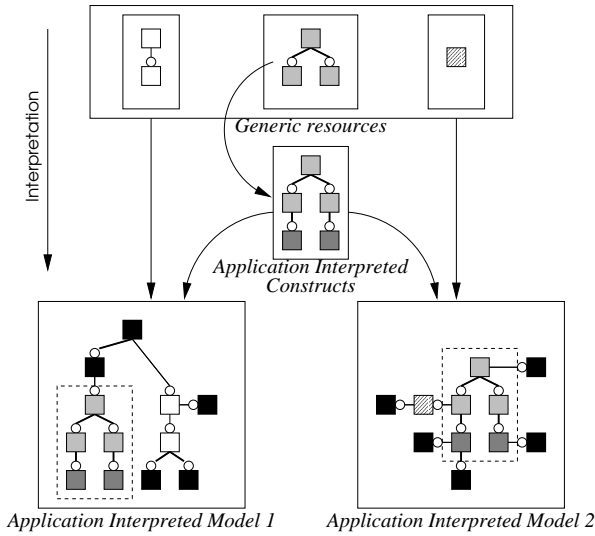 Interpretation
Generic resources
Application Interpreted
Constructs
Application Interpreted Model 1
Application Interpreted Model 2